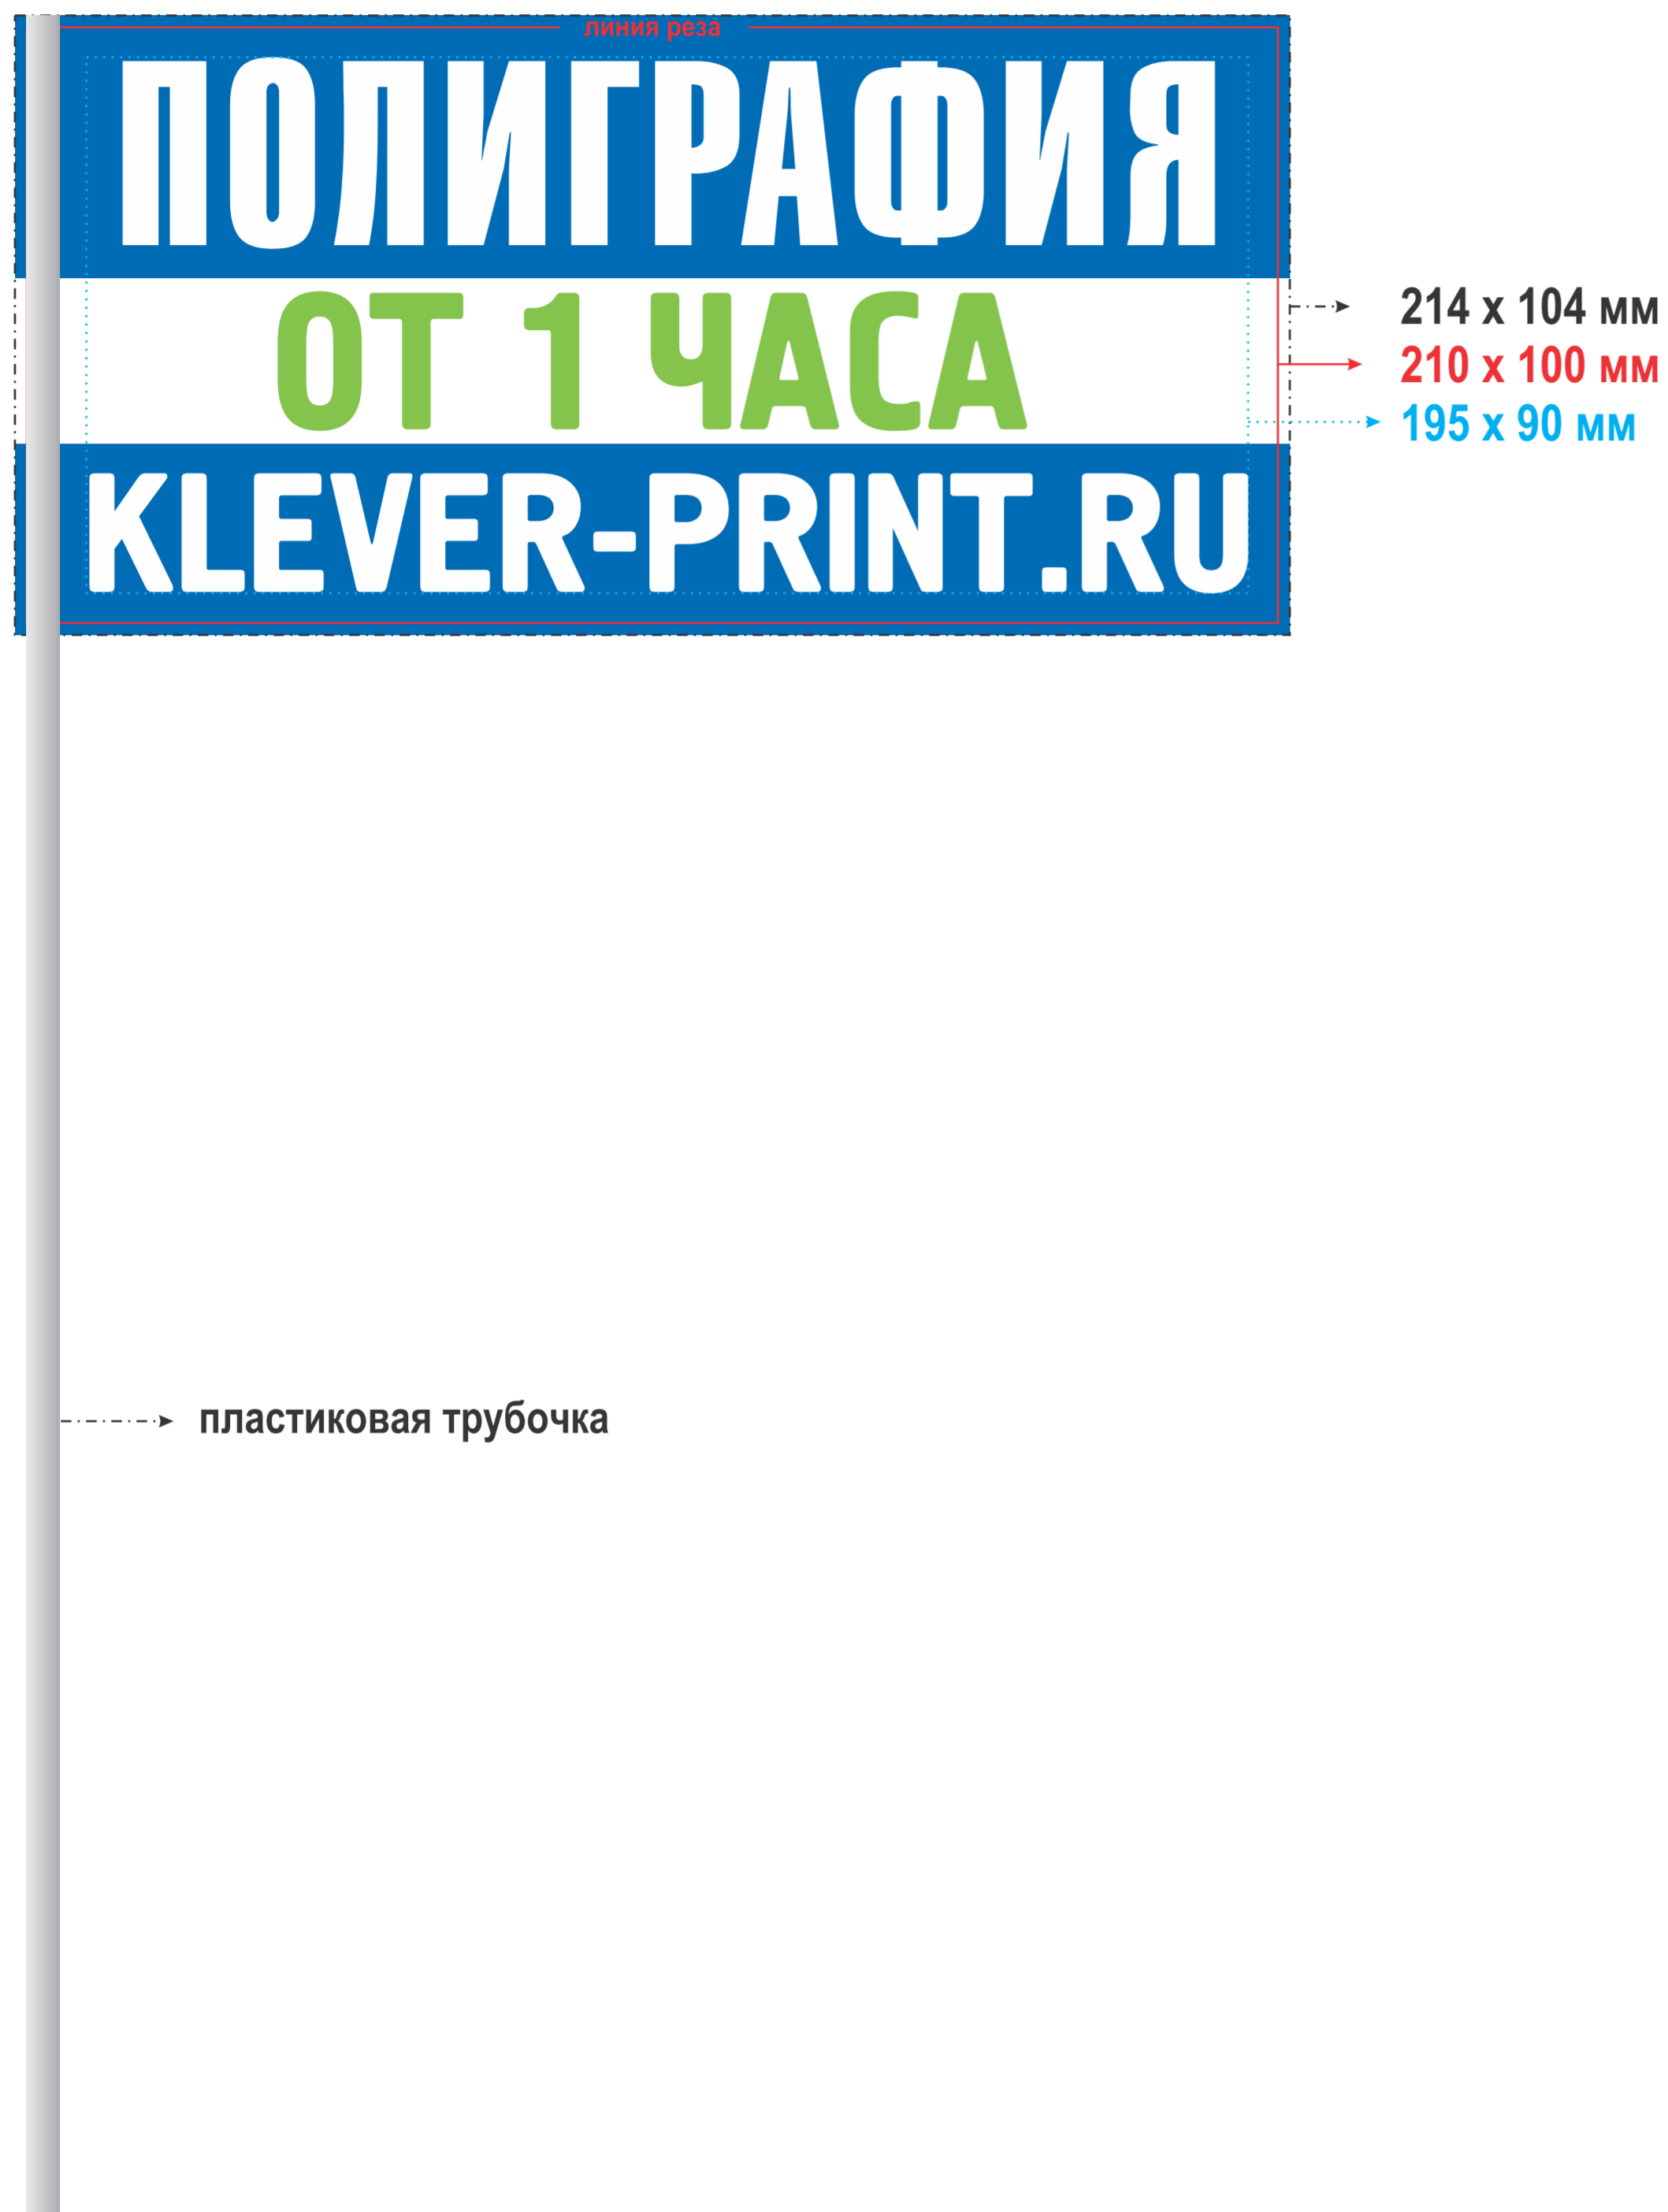 линия реза
ПОЛИГРАФИЯ
ОТ 1 ЧАСА
KLEVER-PRINT.RU
214 x 104 мм
210 x 100 мм
195 x 90 мм
пластиковая трубочка